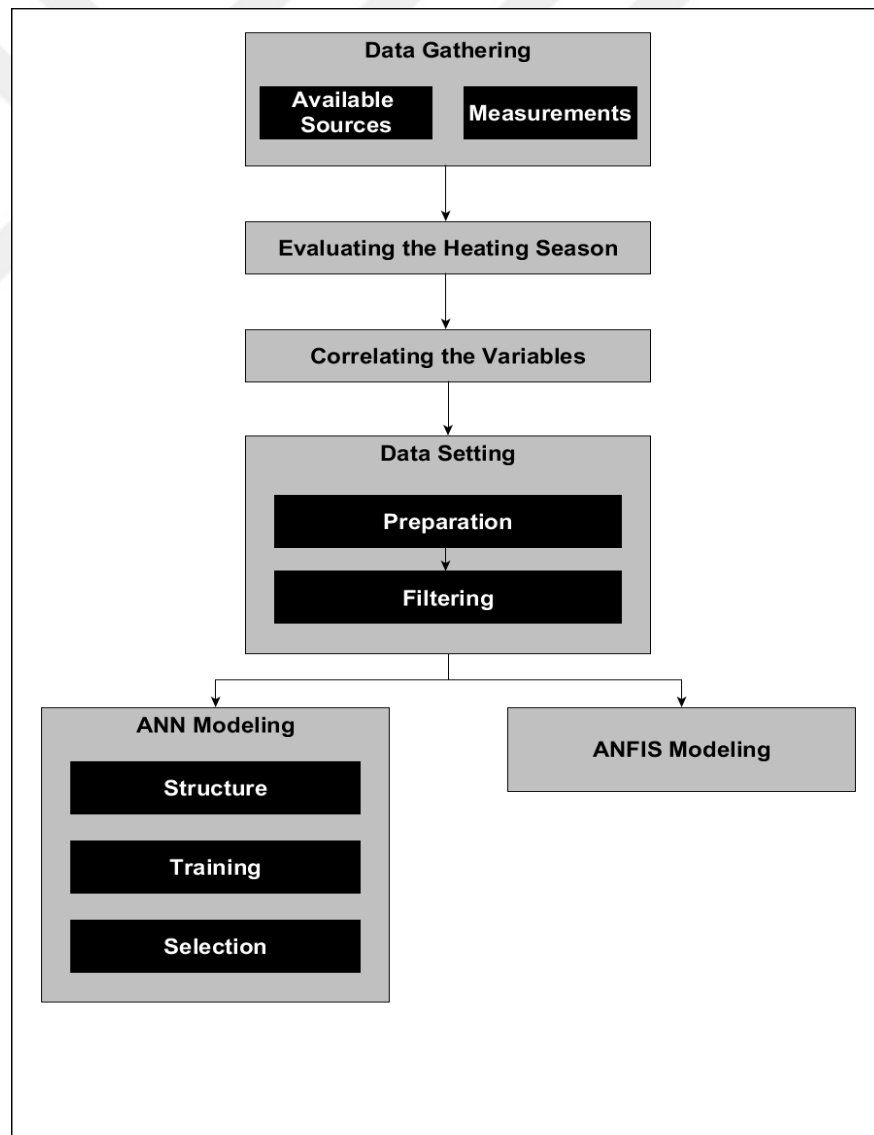 Data Gathering
Available
Sources
Measurements
Evaluating the Heating Season
Correlating the Variables
Data Setting
Preparation
Filtering
ANN Modeling
Structure
Training
Selection
ANFIS Modeling